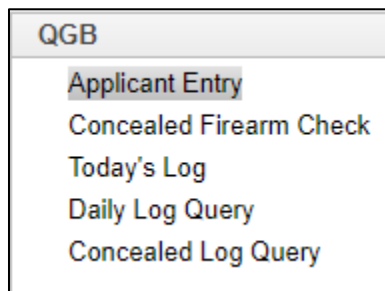 QGB
Applicant Entry
Concealed Firearm Check
Today's Log
Daily Log Query
Concealed Log Query